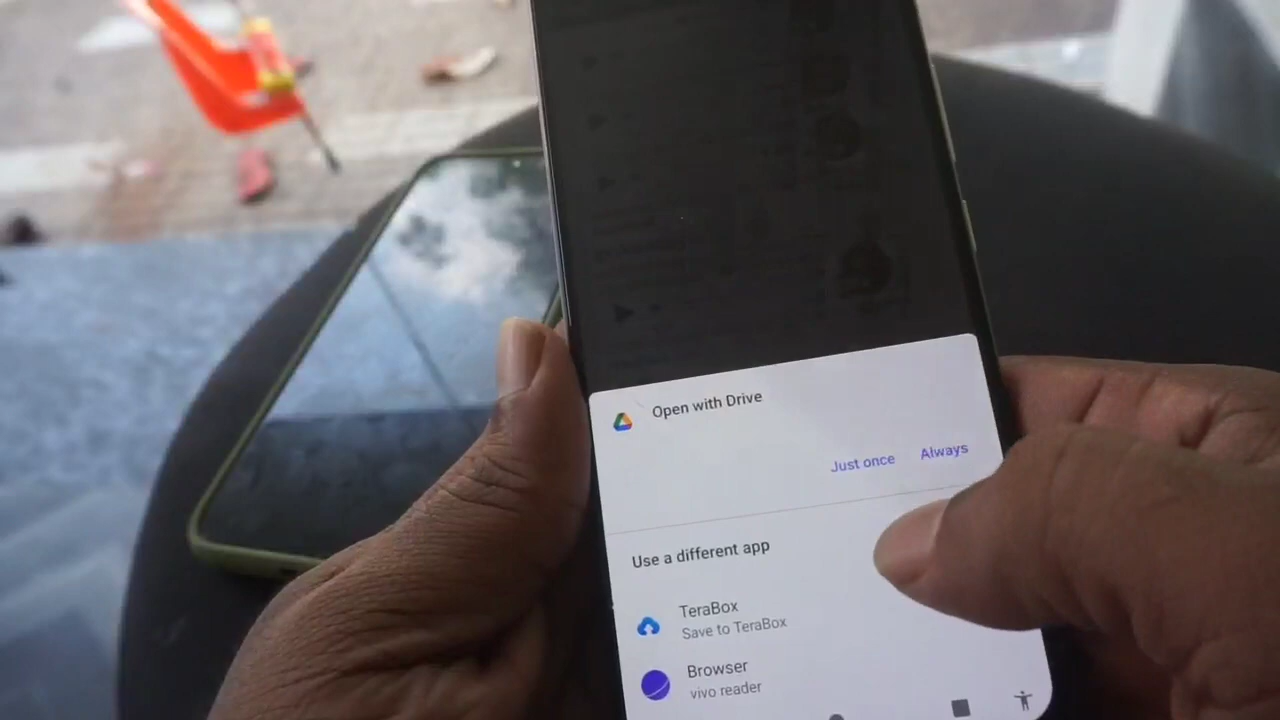 Open with Drive
Just once Always
Use a different app
TeraBox
Save to TeraBox
Browser
vivo reader